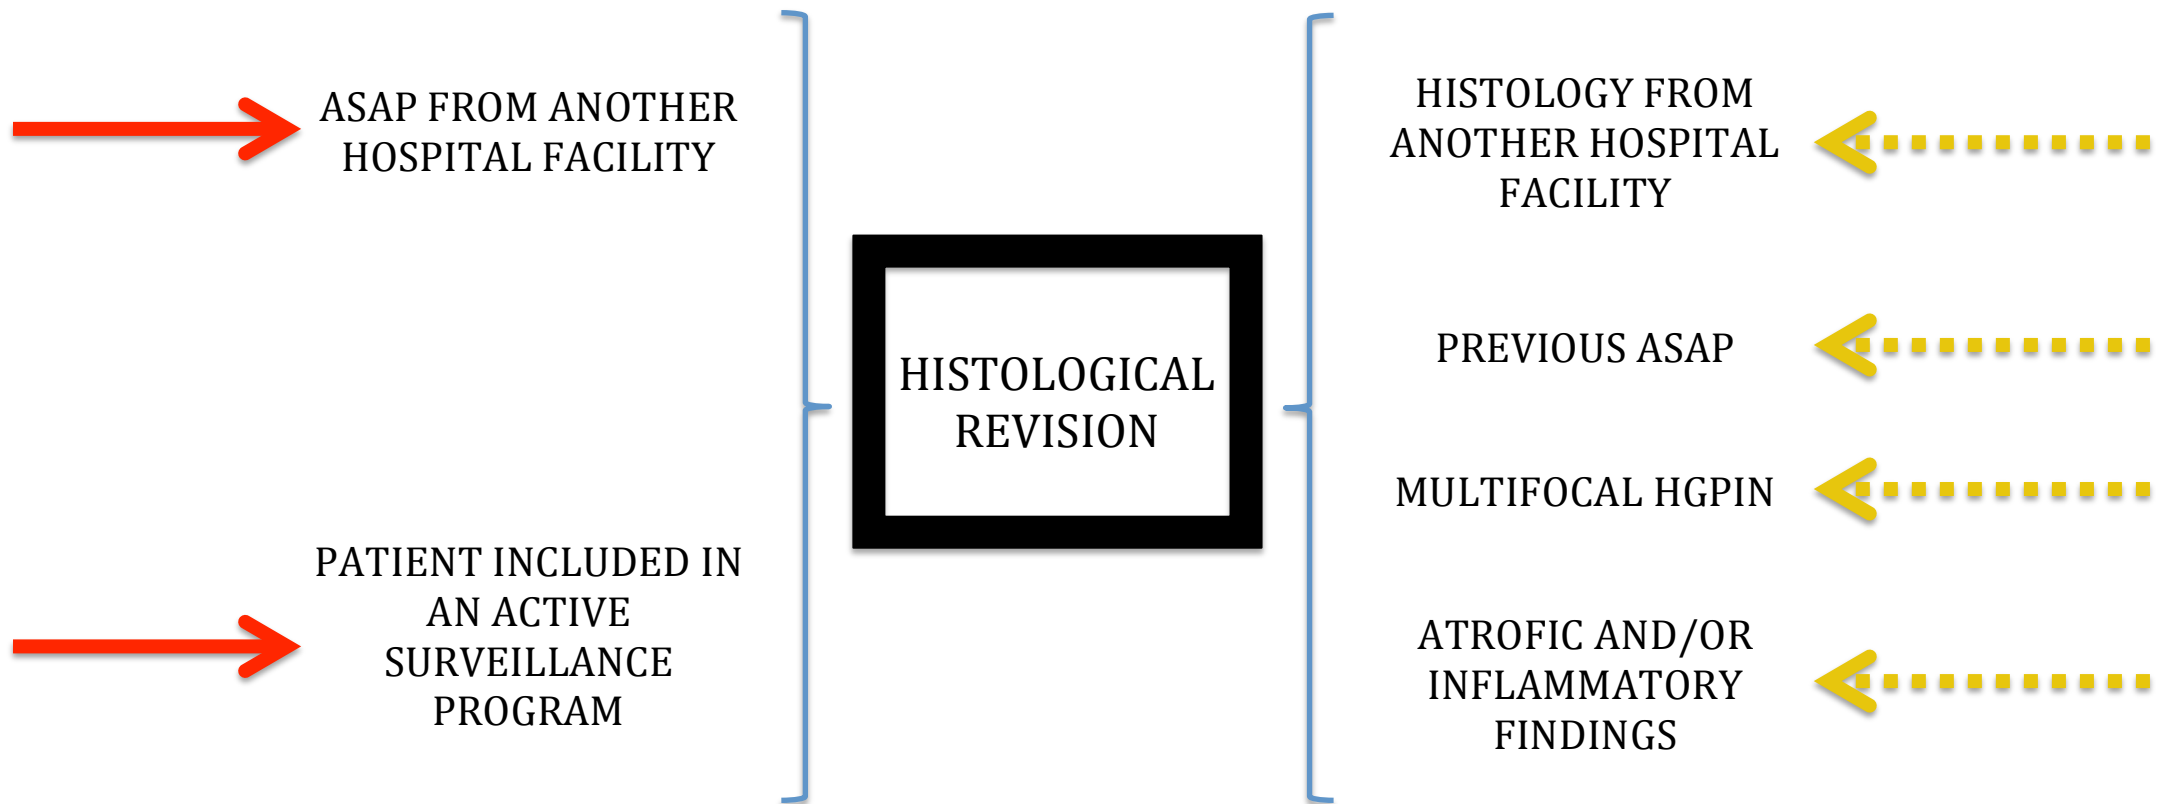 ASAP FROM ANOTHER
HOSPITAL FACILITY
PATIENT INCLUDED IN
AN ACTIVE
SURVEILLANCE
PROGRAM
HISTOLOGICAL
REVISION
HISTOLOGY FROM
ANOTHER HOSPITAL
FACILITY
PREVIOUS ASAP
MULTIFOCAL HGPIN
ATROFIC AND/OR
INFLAMMATORY
FINDINGS